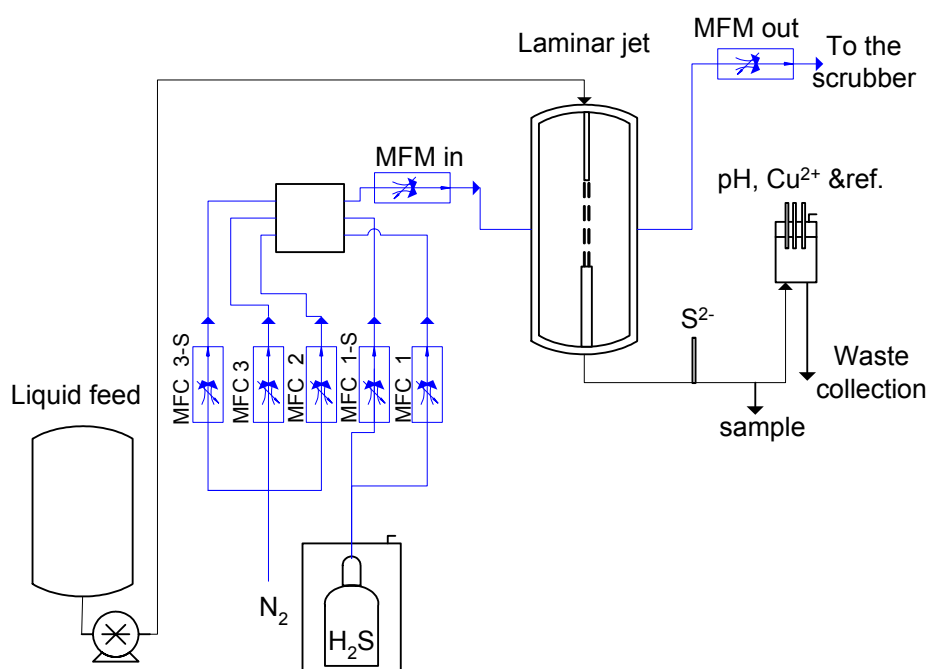 MFM out
Laminar jet
To the
scrubber
MFM in
pH, Cu²⁺ &ref.
S²⁻
MFC 3-S
MFC 3
MFC 2
MFC 1-S
MFC 1
Liquid feed
Waste
collection
sample
N₂
H₂S